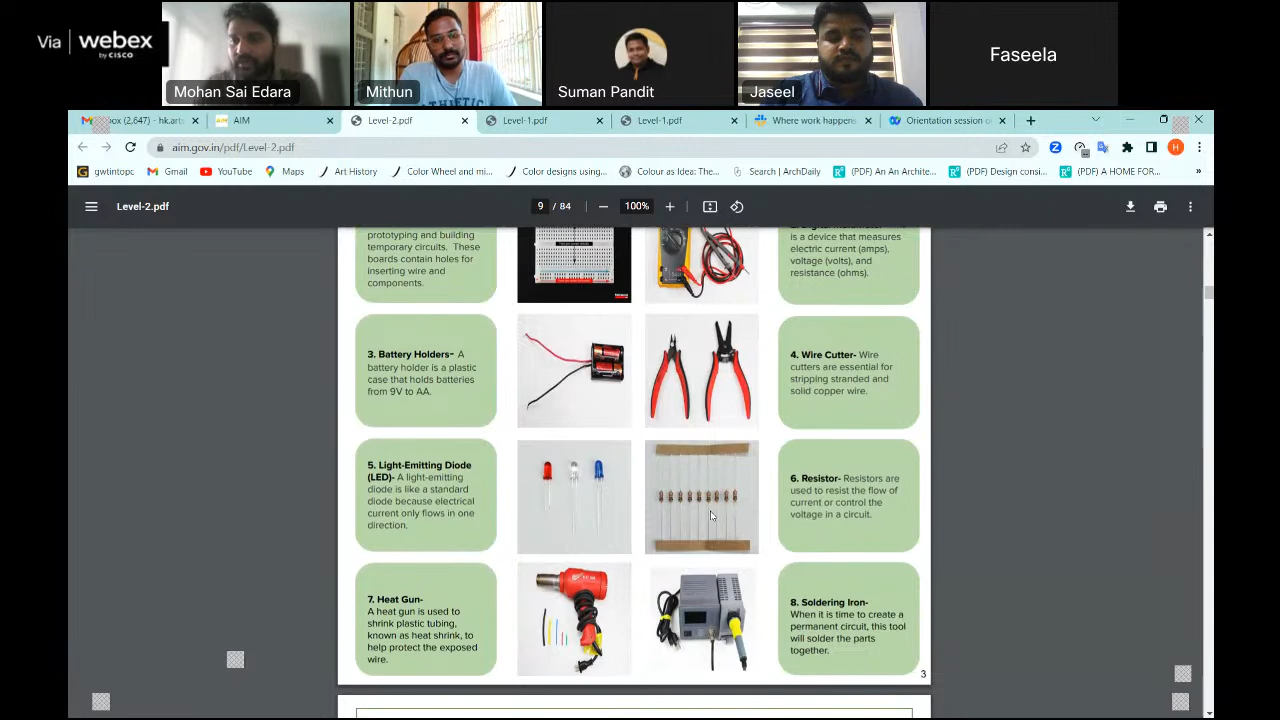 Via webex
by CISCO
Mohan Sai Edara
Mithun
Suman Pandit
Jaseel
Faseela
ox (2,647) - hk.arts
AIM
Level-2.pdf
Level-1.pdf
Level-1.pdf
Where work happens
Orientation session o
aim.gov.in/pdf/Level-2.pdf
H
gwtintopc
Gmail
YouTube
Maps
Art History
Color Wheel and mi...
Color designs using...
Colour as Idea: The...
Search | ArchDaily
(PDF) An An Archite...
(PDF) Design consi...
(PDF) A HOME FOR...
Level-2.pdf
9 / 84
100%
prototyping and building
temporary circuits. These
boards contain holes for
inserting wire and
components.
is a device that measures
electric current (amps),
voltage (volts), and
resistance (ohms).
3. Battery Holders- A
battery holder is a plastic
case that holds batteries
from 9V to AA.
4. Wire Cutter- Wire
cutters are essential for
stripping stranded and
solid copper wire.
5. Light-Emitting Diode
(LED)- A light-emitting
diode is like a standard
diode because electrical
current only flows in one
direction.
6. Resistor- Resistors are
used to resist the flow of
current or control the
voltage in a circuit.
7. Heat Gun-
A heat gun is used to
shrink plastic tubing,
known as heat shrink, to
help protect the exposed
wire.
8. Soldering Iron-
When it is time to create a
permanent circuit, this tool
will solder the parts
together.
3